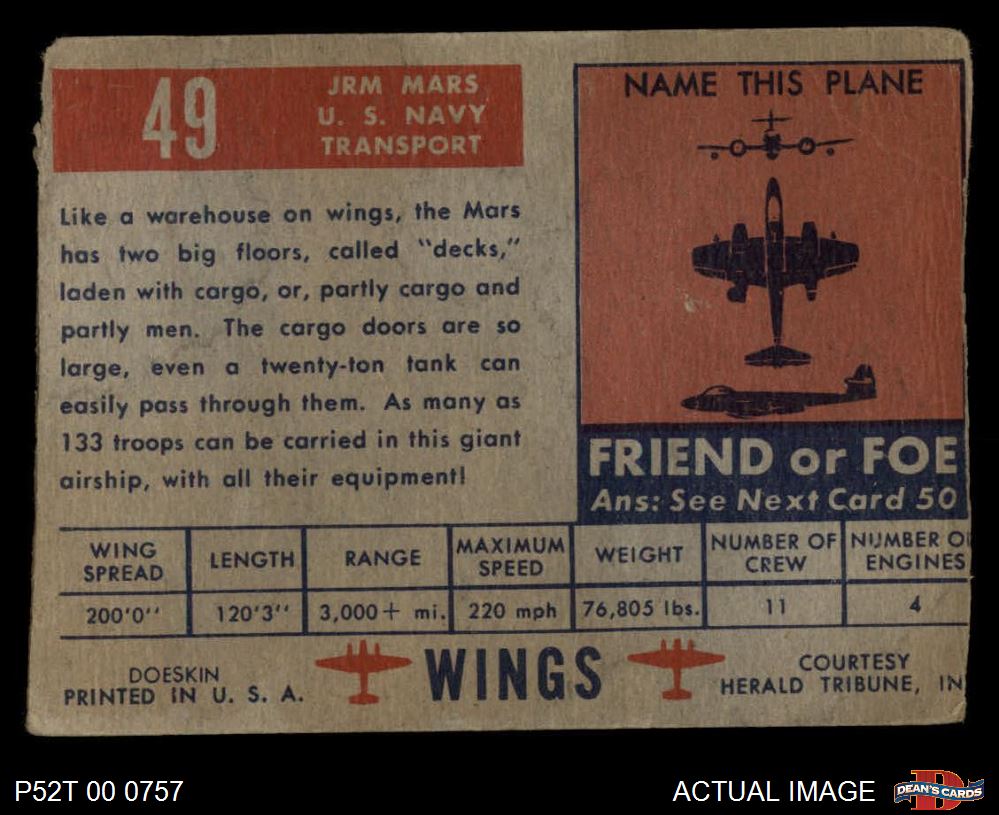 49
JRM MARS
U. S. NAVY
TRANSPORT
Like a warehouse on wings, the Mars
has two big floors, called "decks,"
laden with cargo, or, partly cargo and
partly men. The cargo doors are so
large, even a twenty-ton tank can
easily pass through them. As many as
133 troops can be carried in this giant
airship, with all their equipment!
NAME THIS PLANE
FRIEND or FOE
Ans: See Next Card 50
WING SPREAD
LENGTH
RANGE
MAXIMUM SPEED
WEIGHT
NUMBER OF CREW
NUMBER O ENGINES
200'0"
120'3"
3,000+ mi.
220 mph
76,805 lbs.
11
4
DOESKIN
PRINTED IN U. S. A.
WINGS
COURTESY
HERALD TRIBUNE, IN
P52T 00 0757
ACTUAL IMAGE
D
DEAN'S CARDS